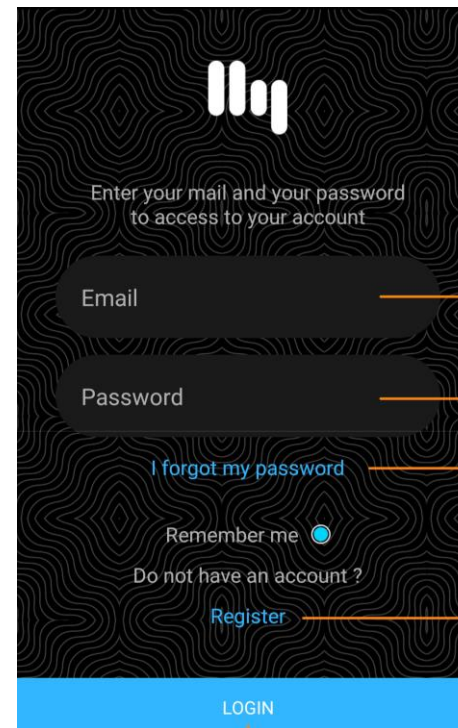 Enter your mail and your password
to access to your account
Email
Password
I forgot my password
Remember me
Do not have an account ?
Register
LOGIN